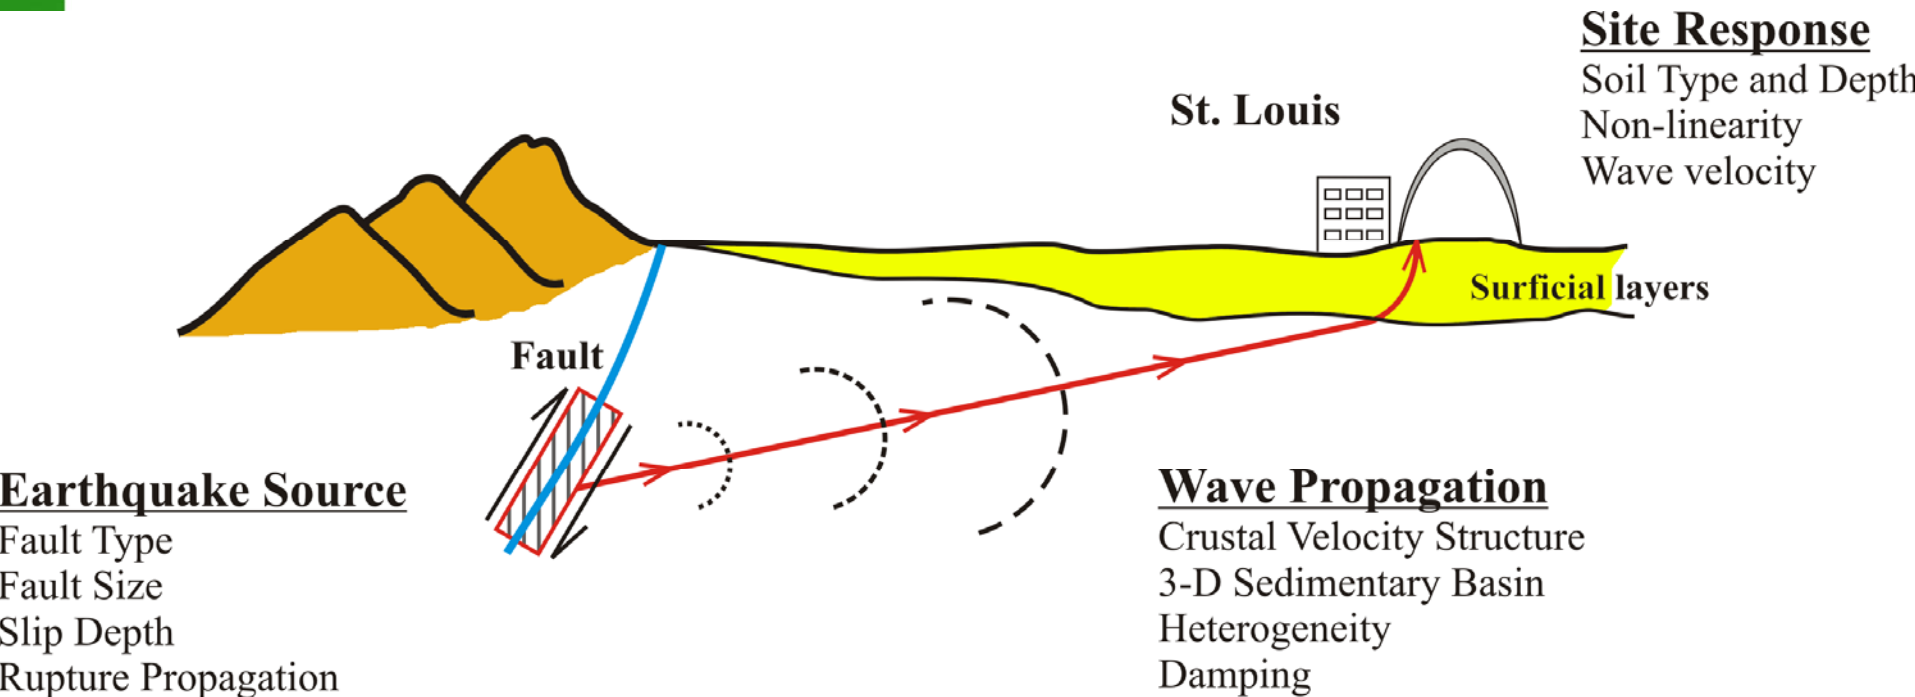 Site Response
Soil Type and Depth
Non-linearity
Wave velocity
St. Louis
Surficial layers
Fault
Earthquake Source
Fault Type
Fault Size
Slip Depth
Rupture Propagation
Wave Propagation
Crustal Velocity Structure
3-D Sedimentary Basin
Heterogeneity
Damping